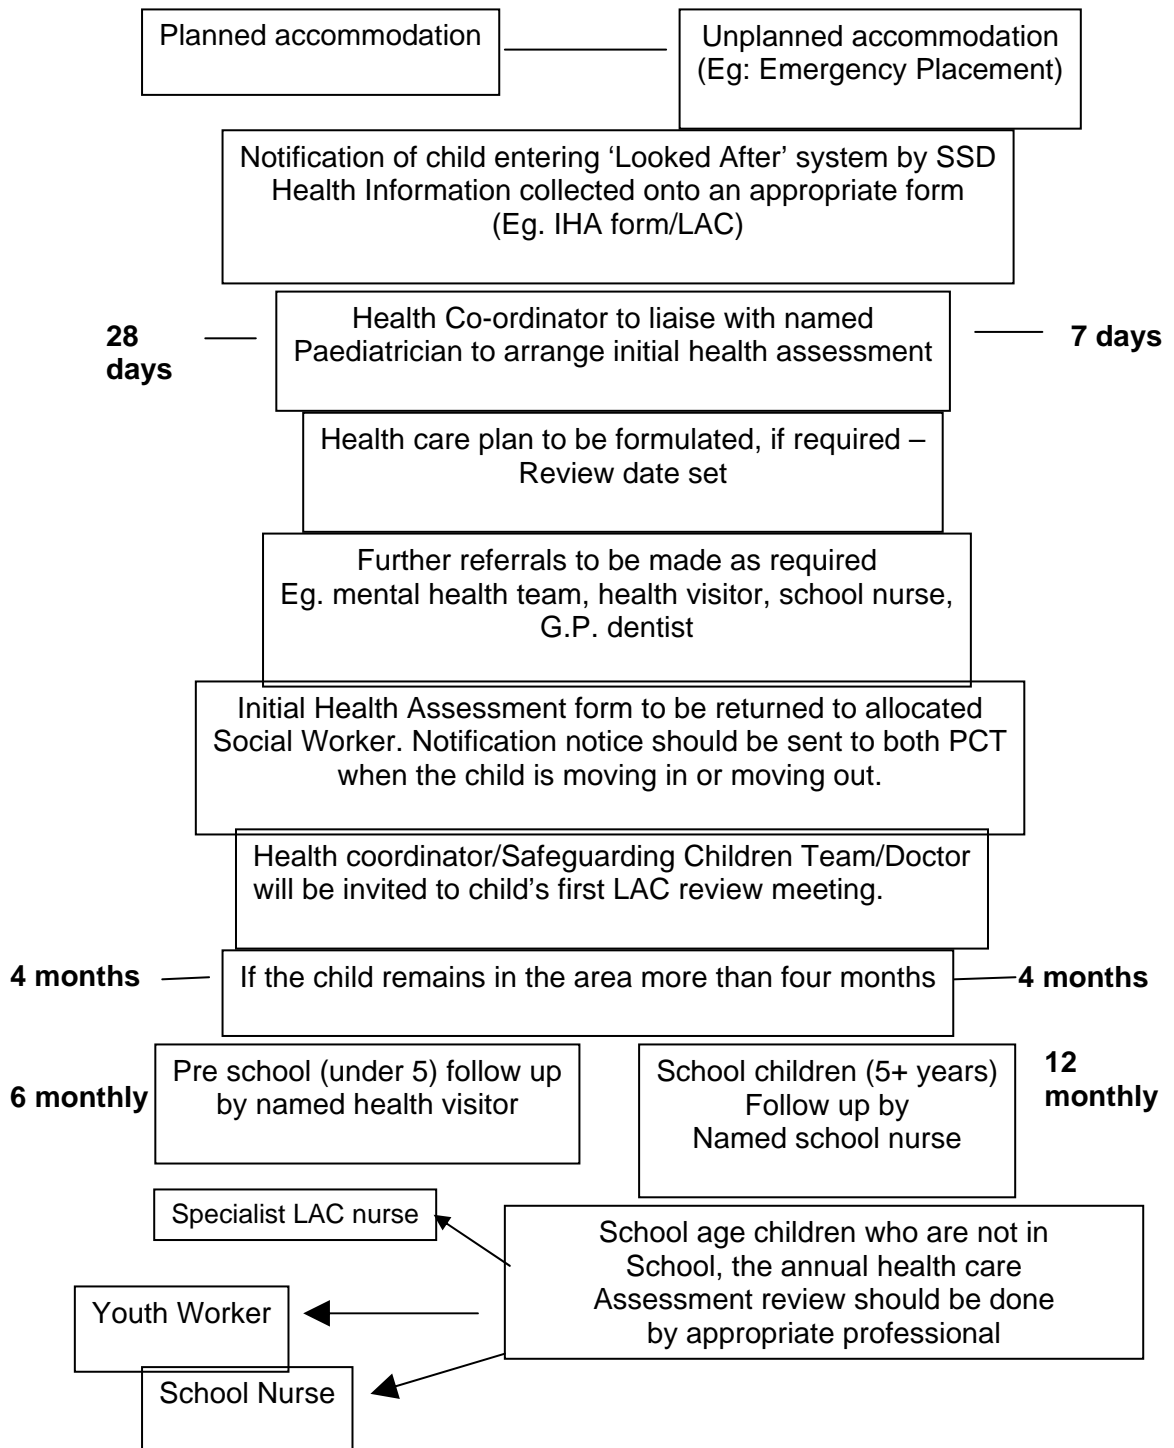 Planned accommodation
Unplanned accommodation
(Eg: Emergency Placement)
Notification of child entering ‘Looked After’ system by SSD
Health Information collected onto an appropriate form
(Eg. IHA form/LAC)
28
days
Health Co-ordinator to liaise with named
Paediatrician to arrange initial health assessment
7 days
Health care plan to be formulated, if required –
Review date set
Further referrals to be made as required
Eg. mental health team, health visitor, school nurse,
G.P. dentist
Initial Health Assessment form to be returned to allocated
Social Worker. Notification notice should be sent to both PCT
when the child is moving in or moving out.
Health coordinator/Safeguarding Children Team/Doctor
will be invited to child’s first LAC review meeting.
4 months
If the child remains in the area more than four months
4 months
6 monthly
Pre school (under 5) follow up
by named health visitor
School children (5+ years)
Follow up by
Named school nurse
12
monthly
Specialist LAC nurse
School age children who are not in
School, the annual health care
Assessment review should be done
by appropriate professional
Youth Worker
School Nurse